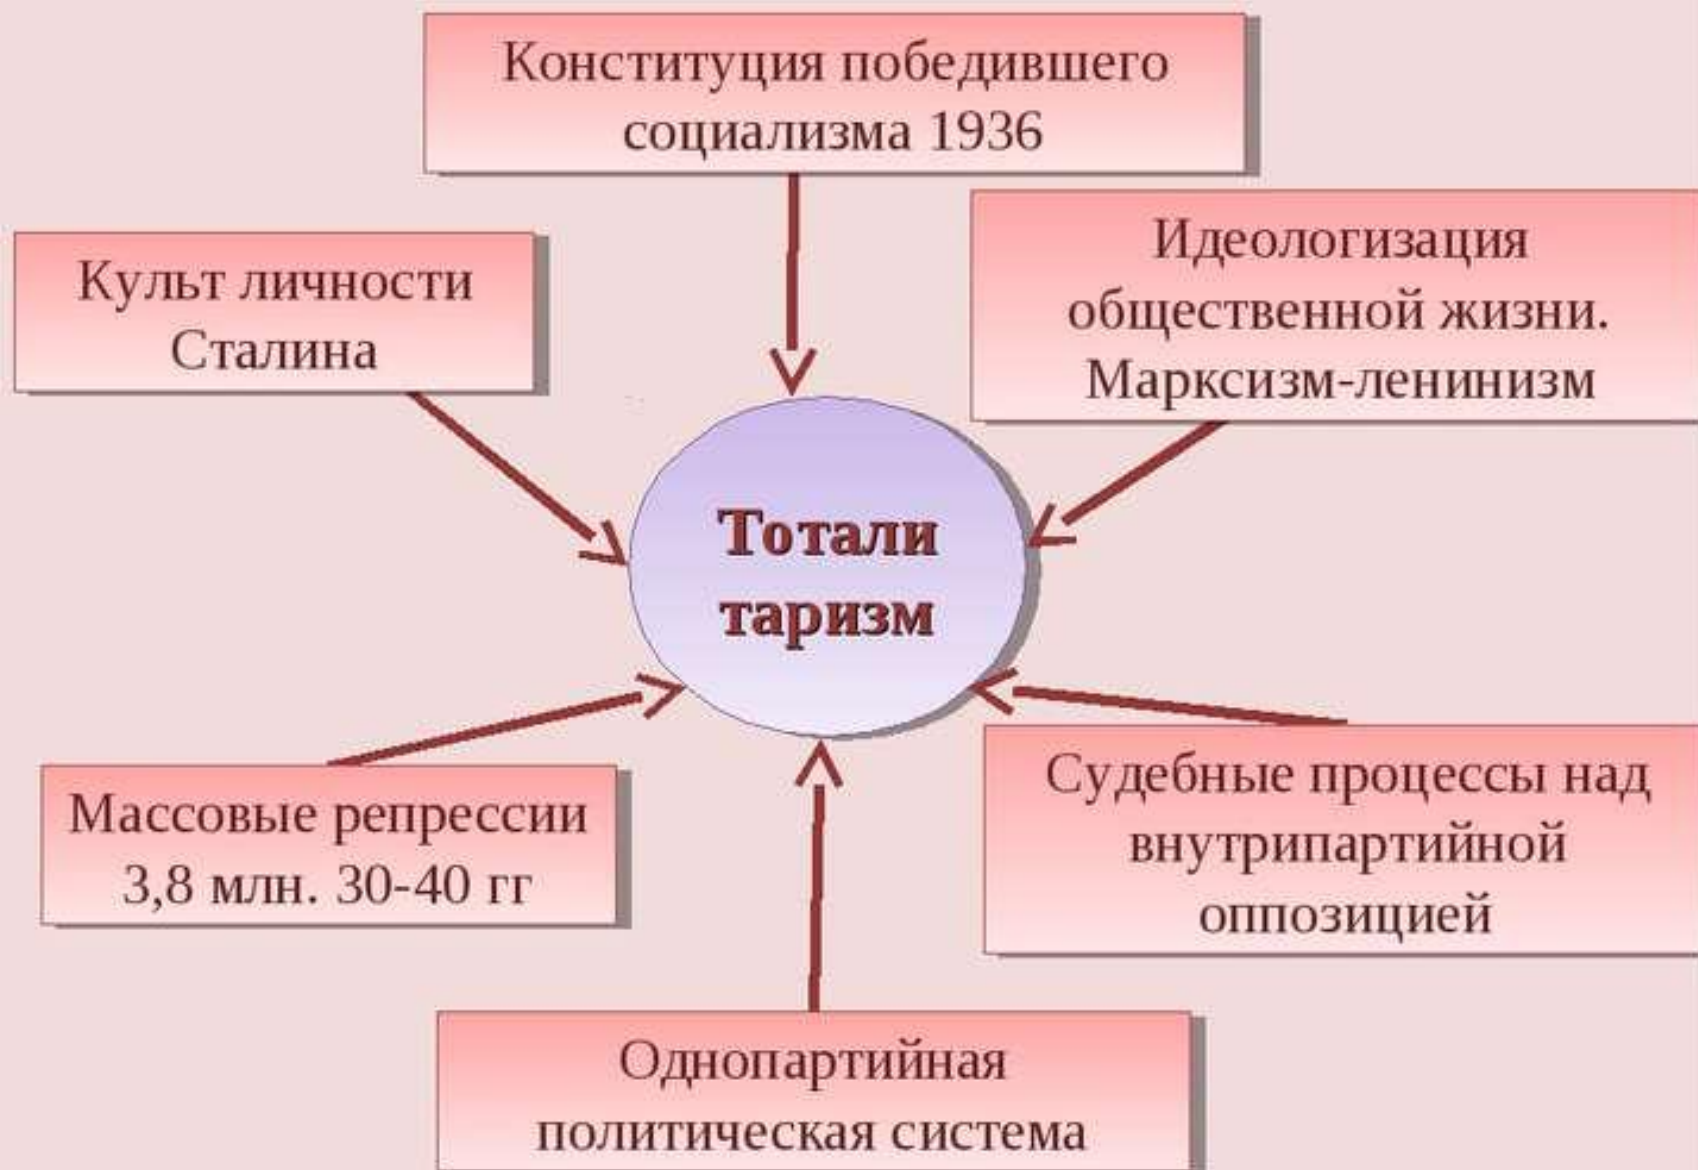 Конституция победившего
социализма 1936
Культ личности
Сталина
Идеологизация
общественной жизни.
Марксизм-ленинизм
Тотали
таризм
Массовые репрессии
3,8 млн. 30-40 гг
Судебные процессы над
внутрипартийной
оппозицией
Однопартийная
политическая система